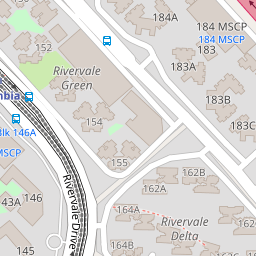 184A
184 MSCP
183
184 MSCP
152
Rivervale
Green
183A
183B
mbia
Blk 146A
154
183C
MSCP
155
146
43A
162B
162A
164A
Rivervale
Delta
164B
Rivervale Drive